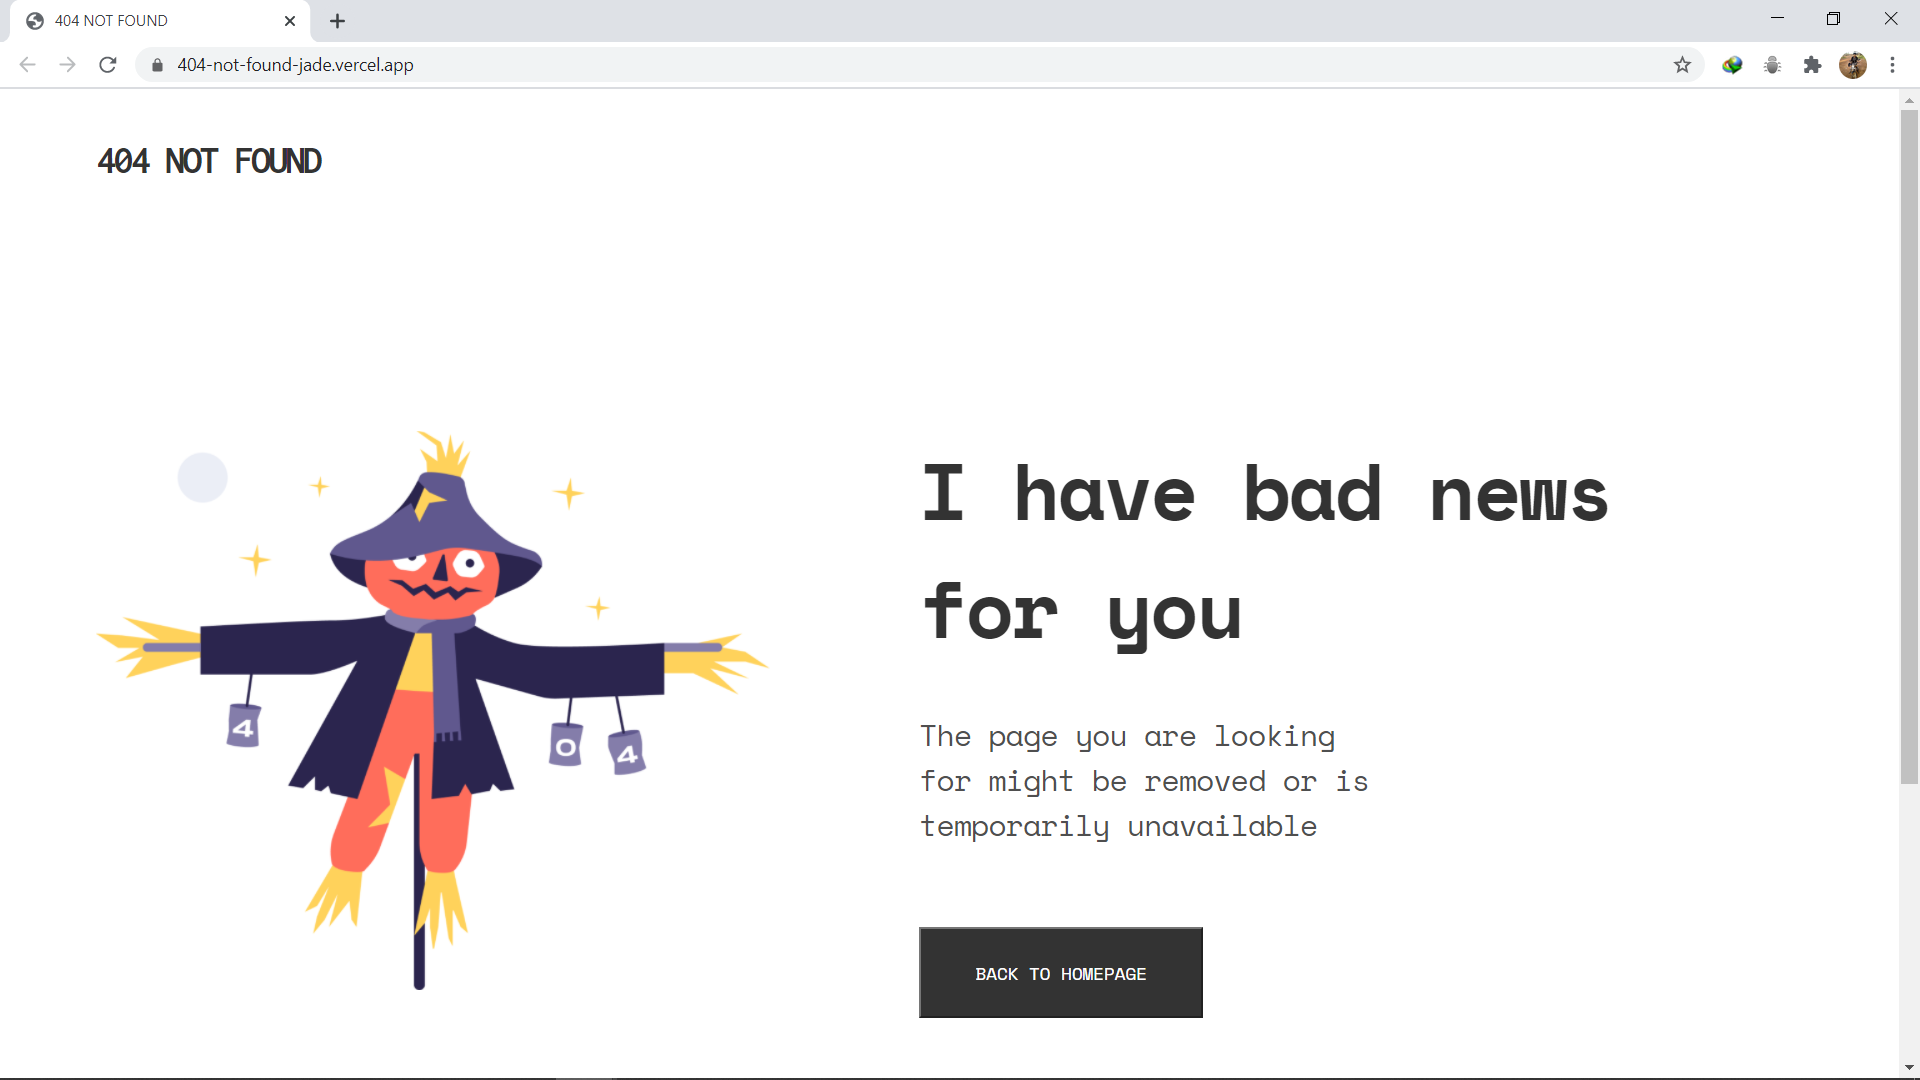 404 NOT FOUND
404-not-found-jade.vercel.app
404 NOT FOUND
I have bad news
for you
4
0
4
The page you are looking
for might be removed or is
temporarily unavailable
BACK TO HOMEPAGE